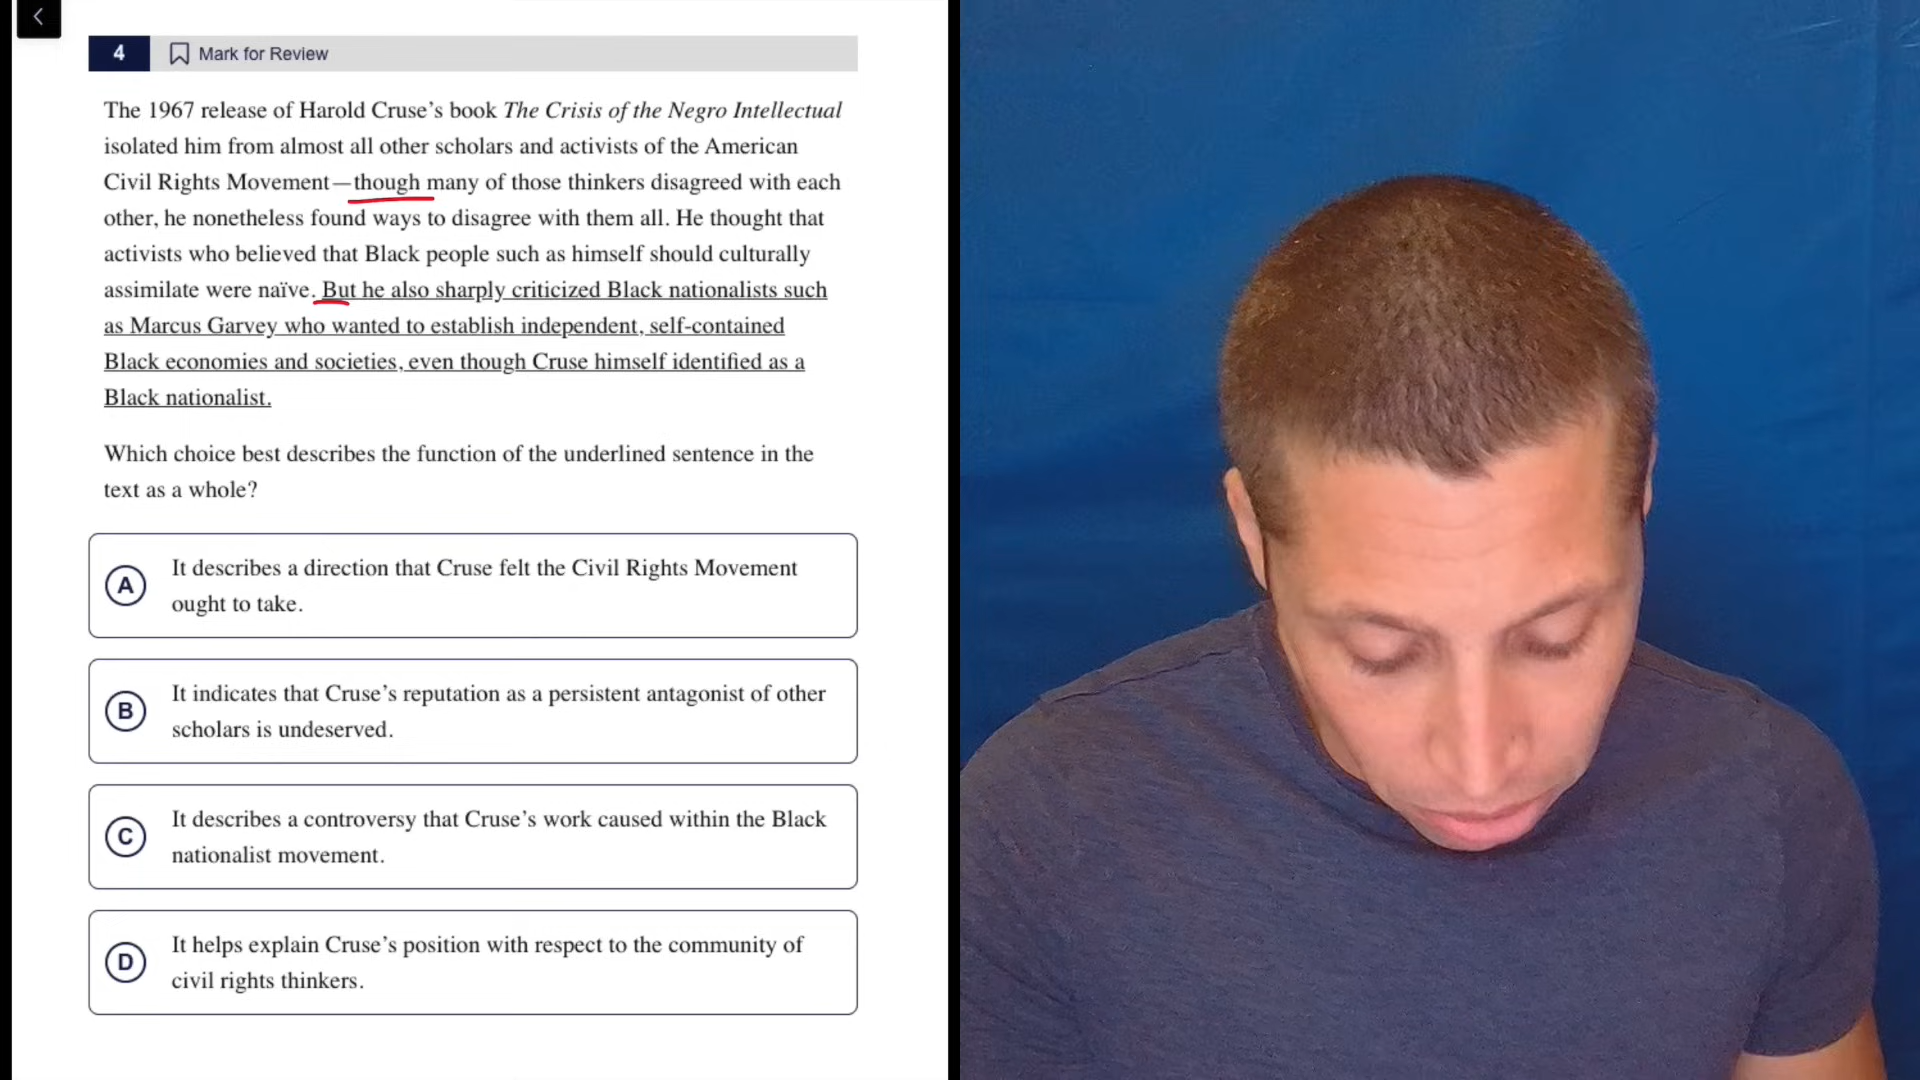 4 Mark for Review
The 1967 release of Harold Cruse’s book The Crisis of the Negro Intellectual
isolated him from almost all other scholars and activists of the American
Civil Rights Movement—though many of those thinkers disagreed with each
other, he nonetheless found ways to disagree with them all. He thought that
activists who believed that Black people such as himself should culturally
assimilate were naïve. But he also sharply criticized Black nationalists such
as Marcus Garvey who wanted to establish independent, self-contained
Black economies and societies, even though Cruse himself identified as a
Black nationalist.
Which choice best describes the function of the underlined sentence in the
text as a whole?
A It describes a direction that Cruse felt the Civil Rights Movement
ought to take.
B It indicates that Cruse’s reputation as a persistent antagonist of other
scholars is undeserved.
C It describes a controversy that Cruse’s work caused within the Black
nationalist movement.
D It helps explain Cruse’s position with respect to the community of
civil rights thinkers.